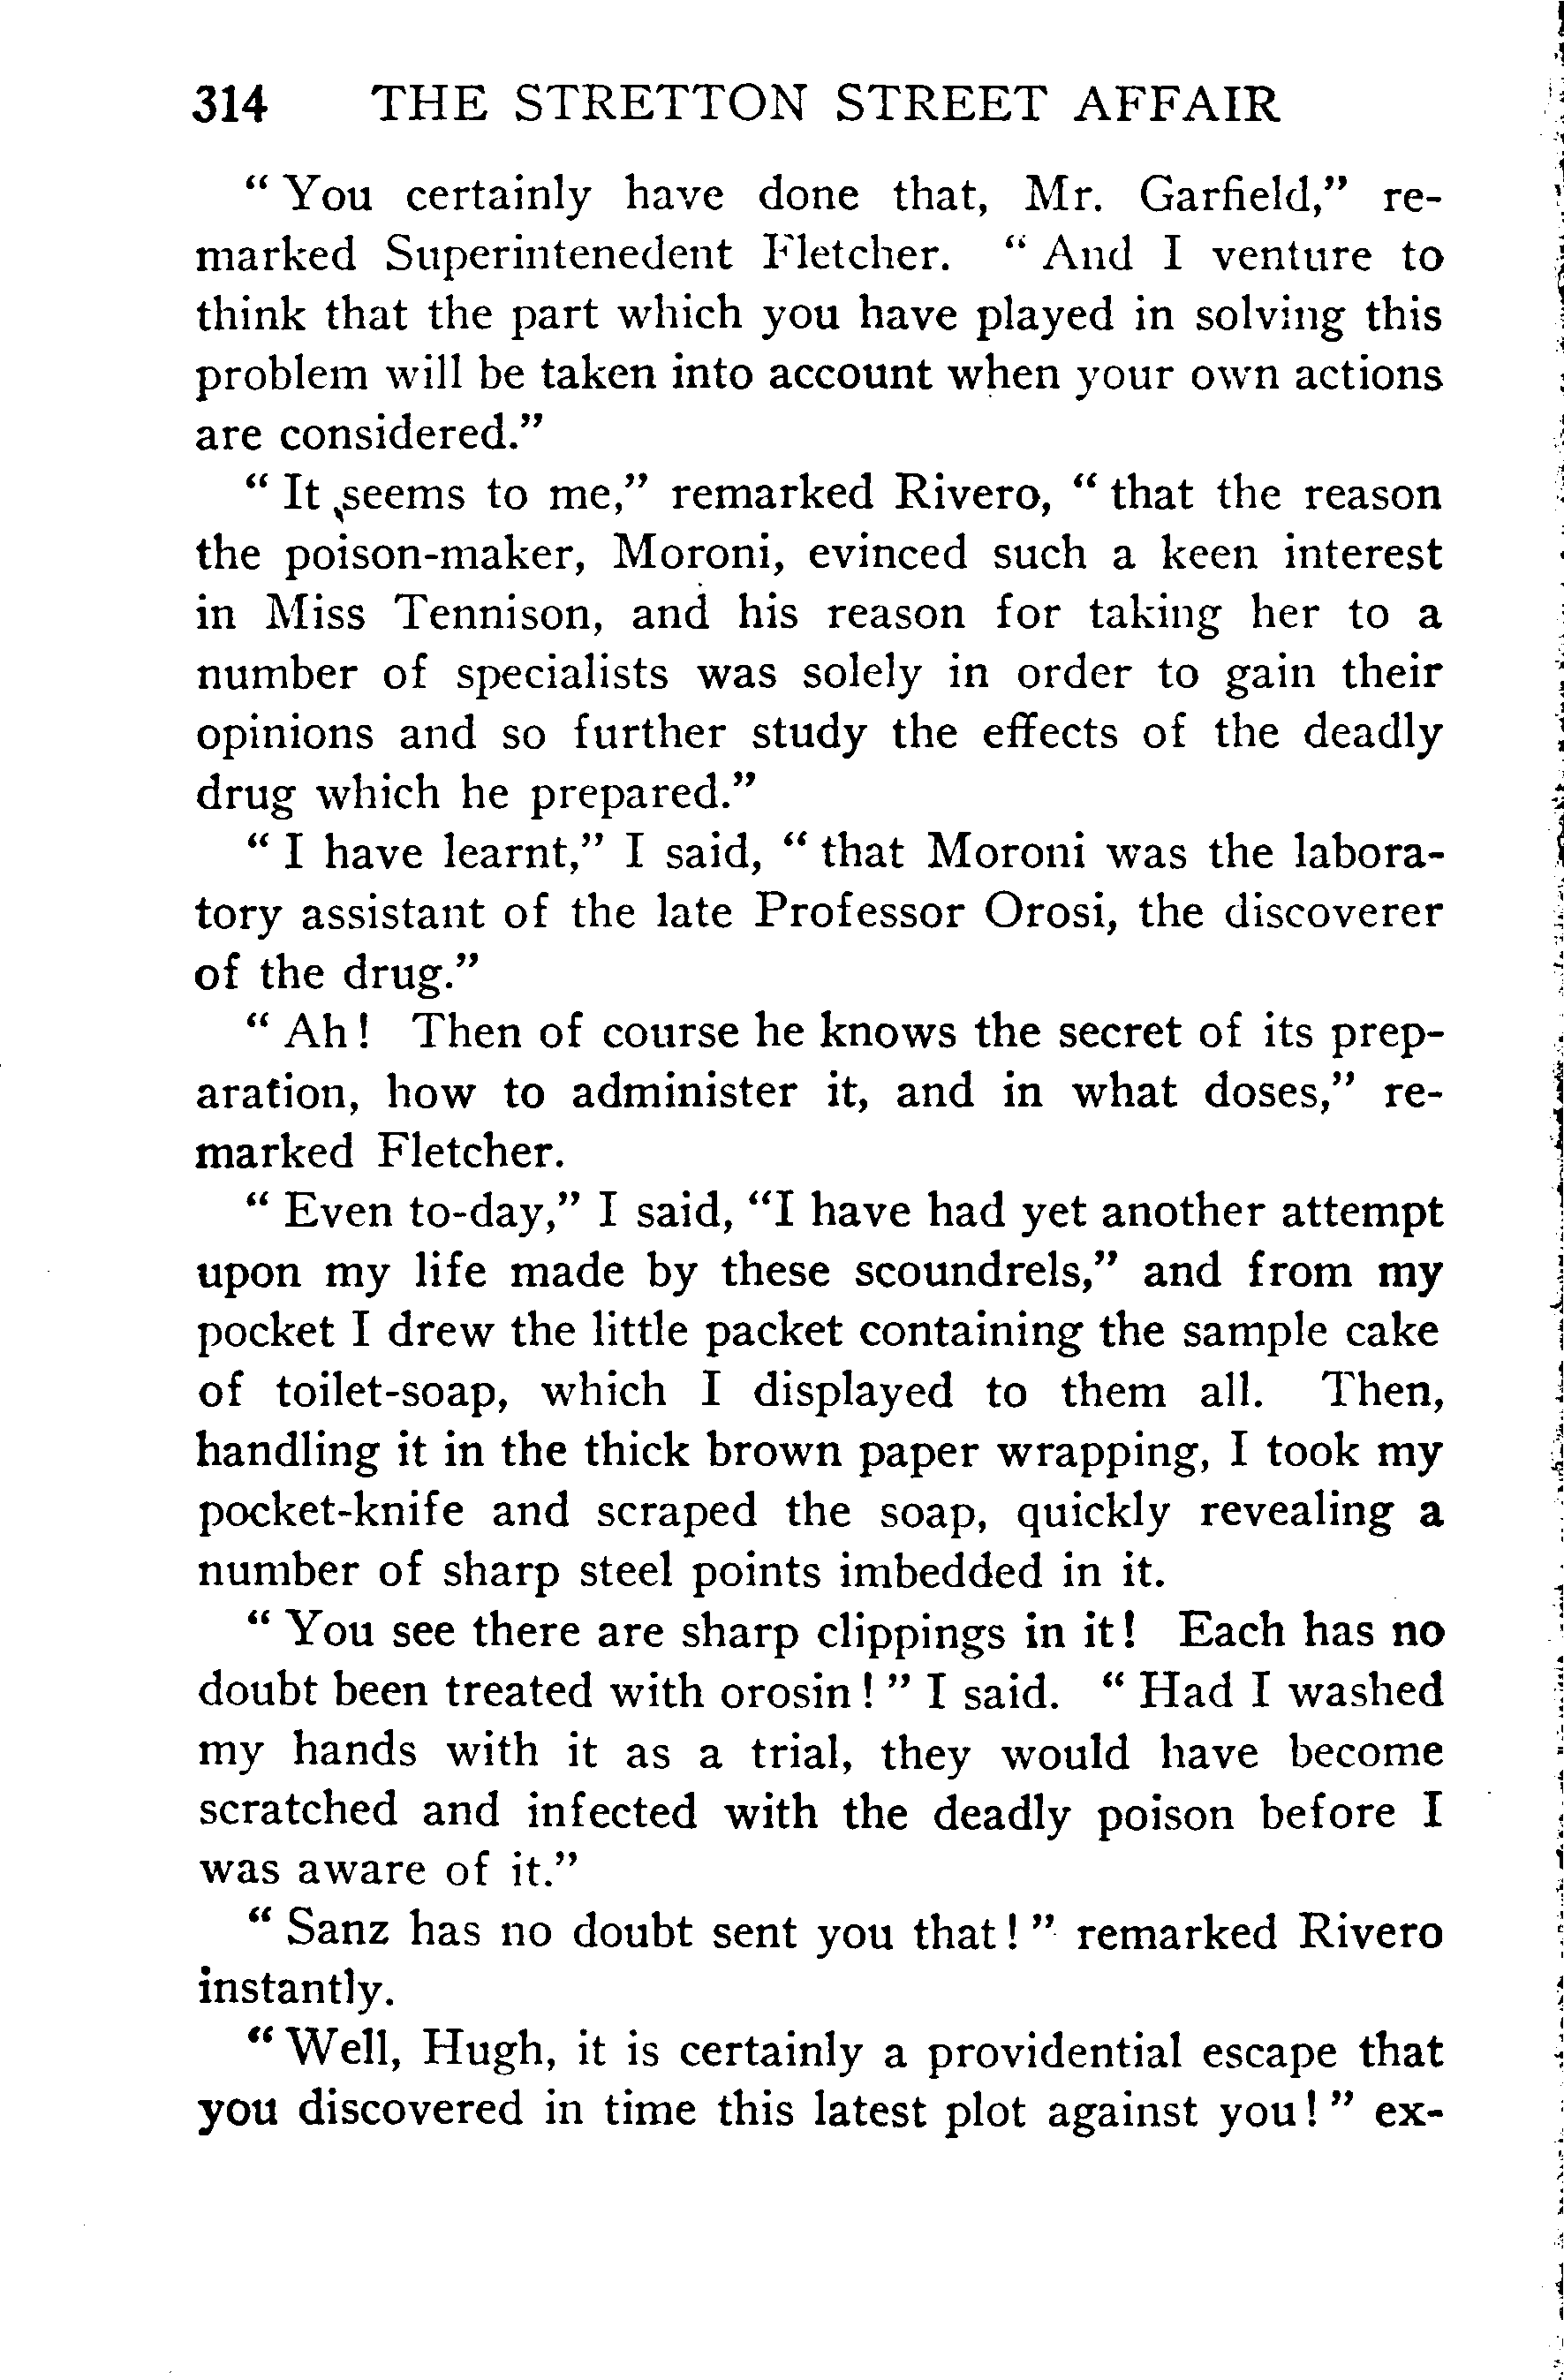 314 THE STRETTON STREET AFFAIR
“ You certainly have done that, Mr. Garfield,” re-
marked Superintenedent Fletcher. “ And I venture to
think that the part which you have played in solving this
problem will be taken into account when your own actions
are considered.”
“ It seems to me,” remarked Rivero, “ that the reason
the poison-maker, Moroni, evinced such a keen interest
in Miss Tennison, and his reason for taking her to a
number of specialists was solely in order to gain their
opinions and so further study the effects of the deadly
drug which he prepared.”
“ I have learnt,” I said, “ that Moroni was the labora-
tory assistant of the late Professor Orosi, the discoverer
of the drug.”
“ Ah ! Then of course he knows the secret of its prep-
aration, how to administer it, and in what doses,” re-
marked Fletcher.
“ Even to-day,” I said, “I have had yet another attempt
upon my life made by these scoundrels,” and from my
pocket I drew the little packet containing the sample cake
of toilet-soap, which I displayed to them all. Then,
handling it in the thick brown paper wrapping, I took my
pocket-knife and scraped the soap, quickly revealing a
number of sharp steel points imbedded in it.
“ You see there are sharp clippings in it ! Each has no
doubt been treated with orosin ! ” I said. “ Had I washed
my hands with it as a trial, they would have become
scratched and infected with the deadly poison before I
was aware of it.”
“ Sanz has no doubt sent you that ! ” remarked Rivero
instantly.
“ Well, Hugh, it is certainly a providential escape that
you discovered in time this latest plot against you ! ” ex-